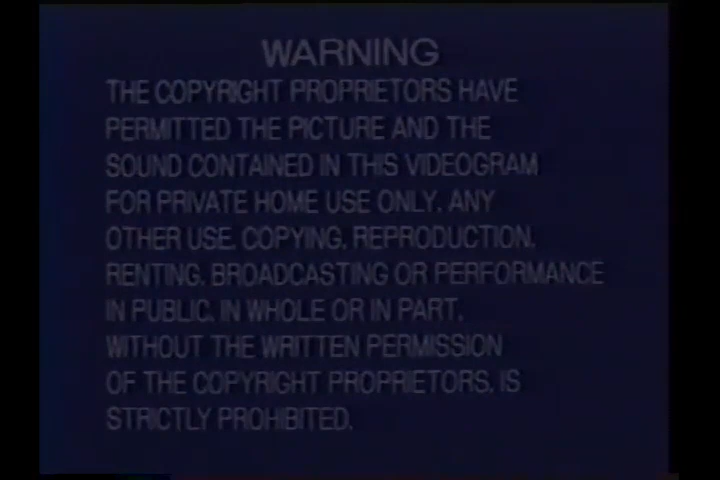 WARNING
THE COPYRIGHT PROPRIETORS HAVE
PERMITTED THE PICTURE AND THE
SOUND CONTAINED IN THIS VIDEOGRAM
FOR PRIVATE HOME USE ONLY. ANY
OTHER USE, COPYING, REPRODUCTION,
RENTING, BROADCASTING OR PERFORMANCE
IN PUBLIC, IN WHOLE OR IN PART,
WITHOUT THE WRITTEN PERMISSION
OF THE COPYRIGHT PROPRIETORS, IS
STRICTLY PROHIBITED.